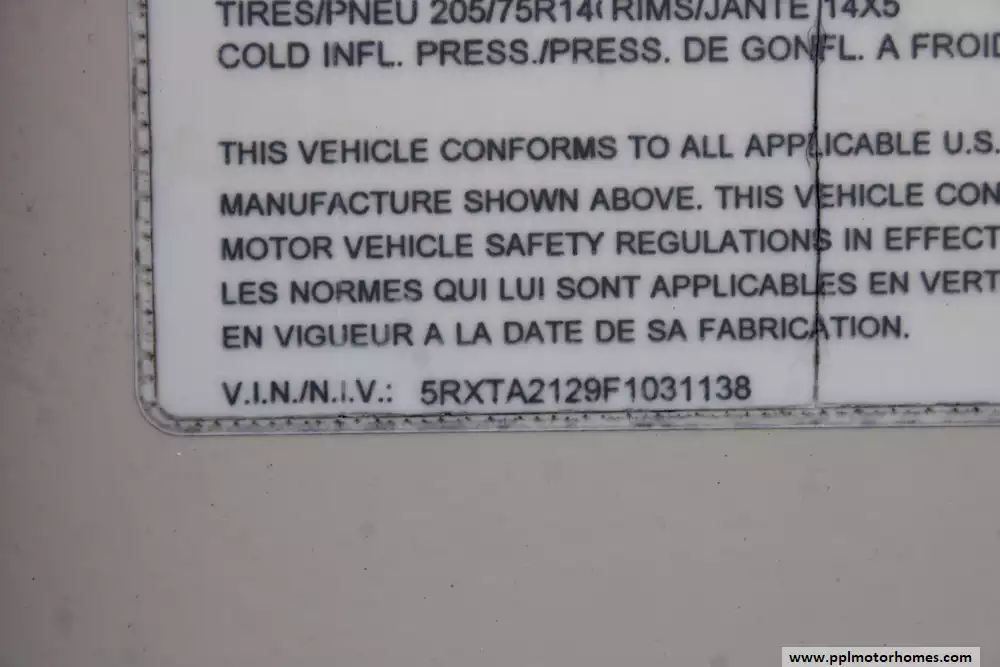 TIRES/PNEU 205/75R14( RIMS/JANTE 14X5
COLD INFL. PRESS./PRESS. DE GONFL. A FROID
THIS VEHICLE CONFORMS TO ALL APPLICABLE U.S.
MANUFACTURE SHOWN ABOVE. THIS VEHICLE CON
MOTOR VEHICLE SAFETY REGULATIONS IN EFFECT
LES NORMES QUI LUI SONT APPLICABLES EN VERT
EN VIGUEUR A LA DATE DE SA FABRICATION.
V.I.N./N.I.V.: 5RXTA2129F1031138
www.pplmotorhomes.com